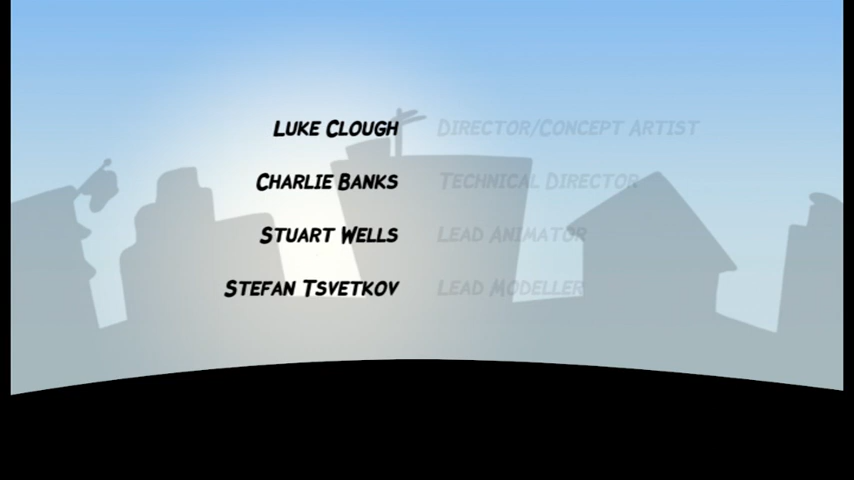 Luke Clough Director/Concept Artist
Charlie Banks Technical Director
Stuart Wells Lead Animator
Stefan Tsvetkov Lead Modeller